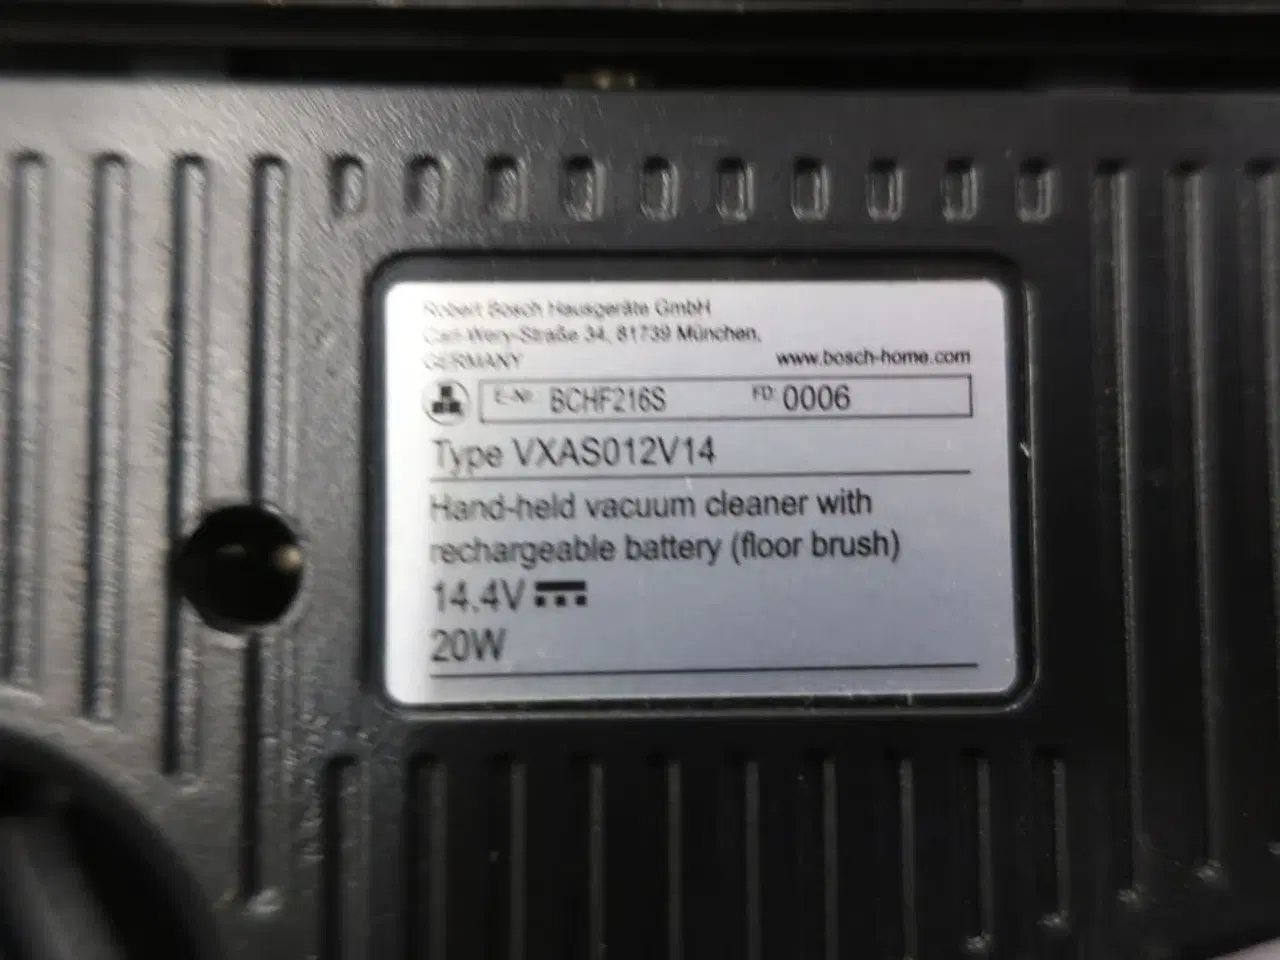 Robert Bosch Hausgeräte GmbH
Carl-Wery-Straße 34, 81739 München,
GERMANY www.bosch-home.com
E-Nr. BCHF216S FD: 0006
Type VXAS012V14
Hand-held vacuum cleaner with
rechargeable battery (floor brush)
14.4V
20W